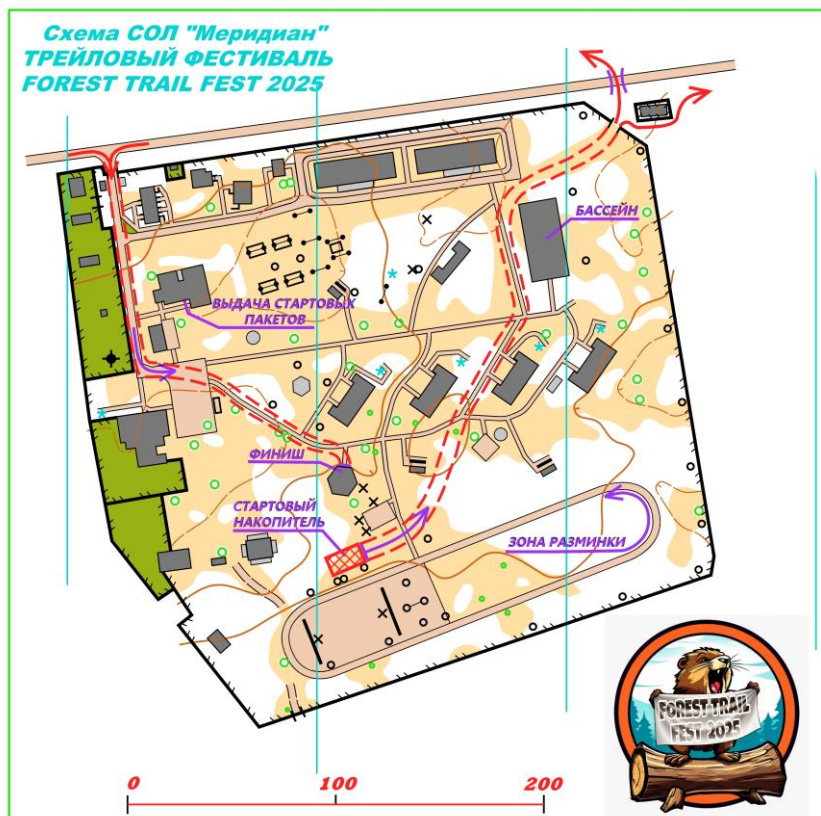 Схема СОЛ "Меридиан"
ТРЕЙЛОВЫЙ ФЕСТИВАЛЬ
FOREST TRAIL FEST 2025
БАССЕЙН
ВЫДАЧА СТАРТОВЫХ
ПАКЕТОВ
ФИНИШ
СТАРТОВЫЙ
НАКОПИТЕЛЬ
ЗОНА РАЗМИНКИ
FOREST TRAIL
FEST 2025
0 100 200